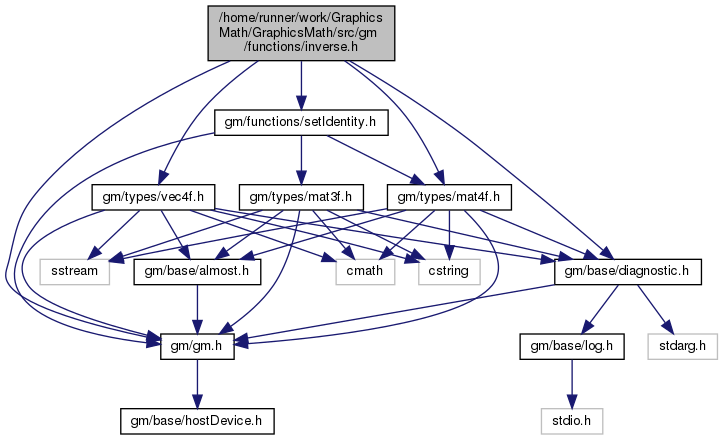 /home/runner/work/Graphics
Math/GraphicsMath/src/gm
/functions/inverse.h
gm/functions/setIdentity.h
gm/types/vec4f.h
gm/types/mat3f.h
gm/types/mat4f.h
sstream
gm/base/almost.h
cmath
cstring
gm/base/diagnostic.h
gm/gm.h
gm/base/log.h
stdarg.h
gm/base/hostDevice.h
stdio.h